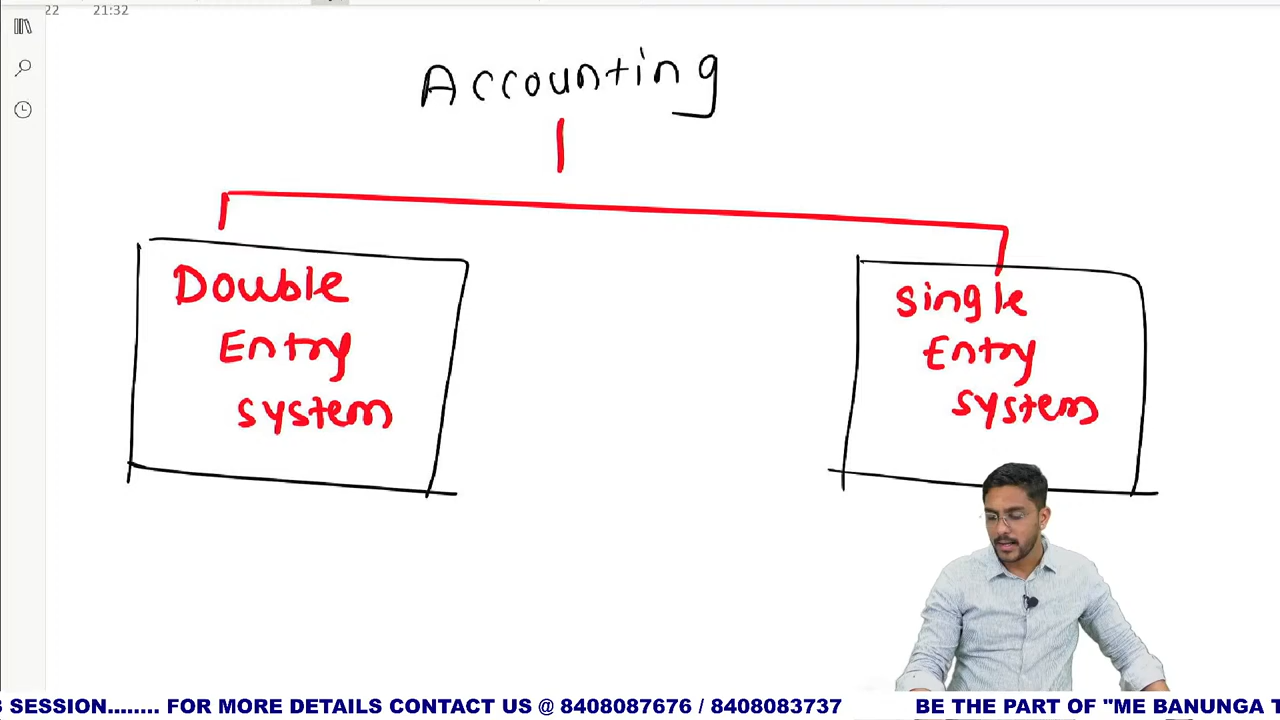 22 21:32
Accounting
Double
Entry
system
Single
Entry
system
SESSION........ FOR MORE DETAILS CONTACT US @ 8408087676 / 8408083737 BE THE PART OF "ME BANUNGA